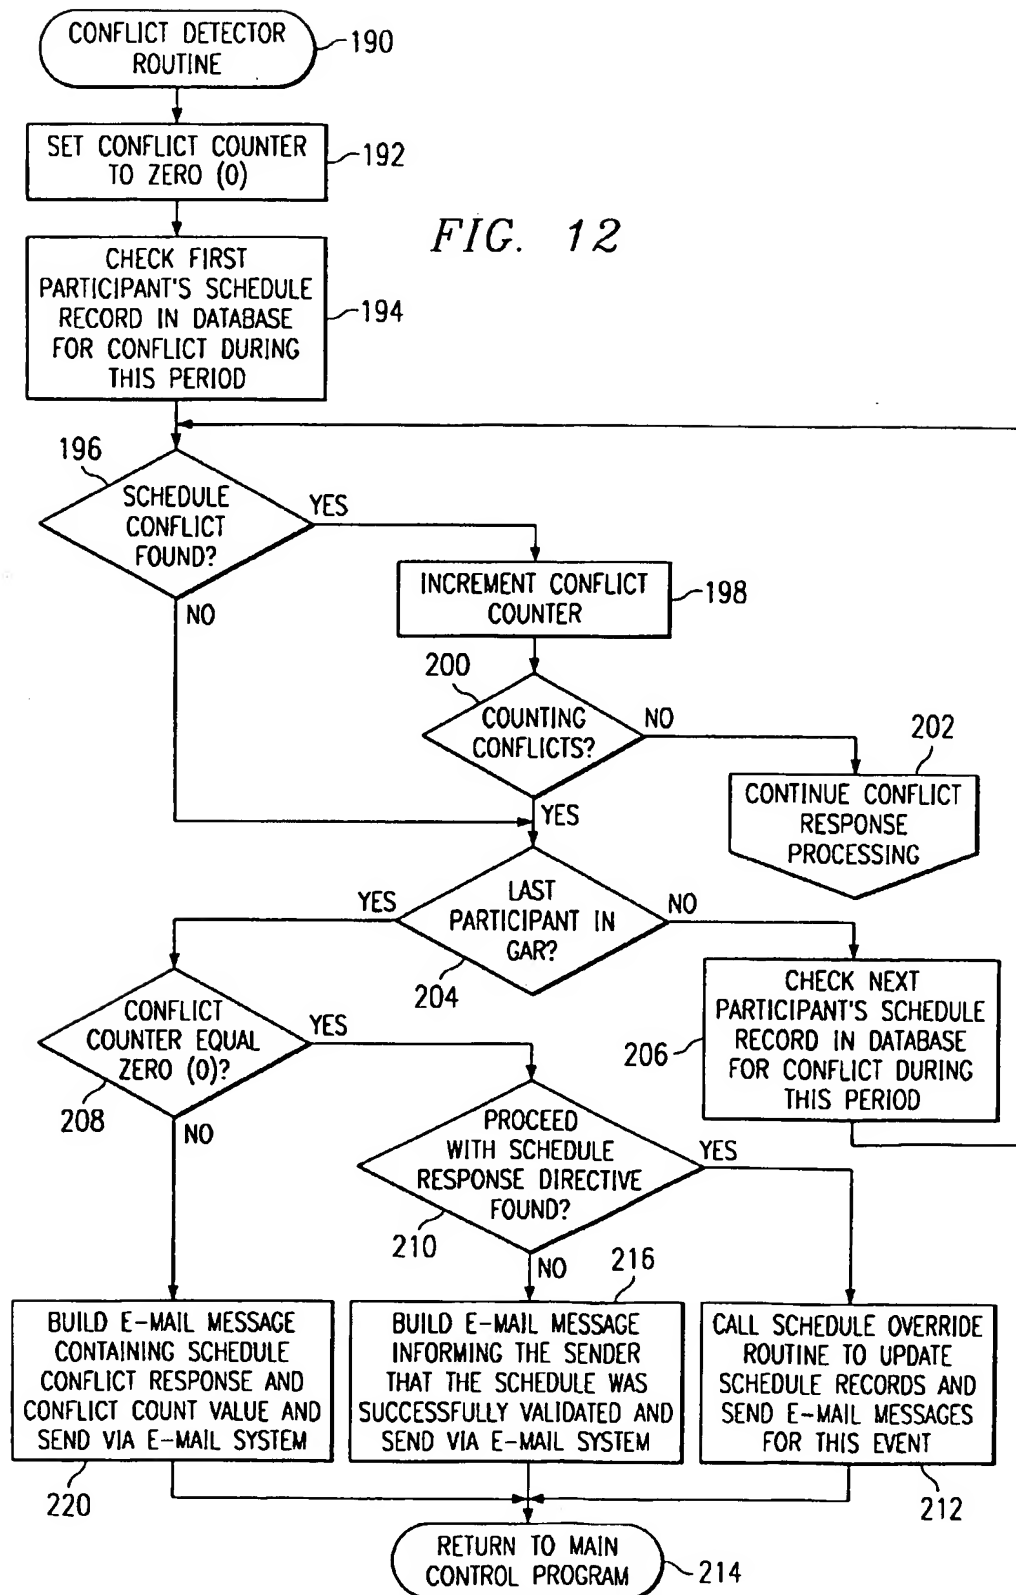 CONFLICT DETECTOR
ROUTINE
190
SET CONFLICT COUNTER
TO ZERO (0)
192
FIG. 12
CHECK FIRST
PARTICIPANT'S SCHEDULE
RECORD IN DATABASE
FOR CONFLICT DURING
THIS PERIOD
194
196
SCHEDULE
CONFLICT
FOUND?
YES
NO
INCREMENT CONFLICT
COUNTER
198
200
COUNTING
CONFLICTS?
NO
YES
202
CONTINUE CONFLICT
RESPONSE
PROCESSING
LAST
PARTICIPANT IN
GAR?
YES
NO
204
CHECK NEXT
PARTICIPANT'S SCHEDULE
RECORD IN DATABASE
FOR CONFLICT DURING
THIS PERIOD
206
CONFLICT
COUNTER EQUAL
ZERO (0)?
YES
208
NO
PROCEED
WITH SCHEDULE
RESPONSE DIRECTIVE
FOUND?
YES
210
NO
216
BUILD E-MAIL MESSAGE
CONTAINING SCHEDULE
CONFLICT RESPONSE AND
CONFLICT COUNT VALUE AND
SEND VIA E-MAIL SYSTEM
220
BUILD E-MAIL MESSAGE
INFORMING THE SENDER
THAT THE SCHEDULE WAS
SUCCESSFULLY VALIDATED AND
SEND VIA E-MAIL SYSTEM
CALL SCHEDULE OVERRIDE
ROUTINE TO UPDATE
SCHEDULE RECORDS AND
SEND E-MAIL MESSAGES
FOR THIS EVENT
212
RETURN TO MAIN
CONTROL PROGRAM
214